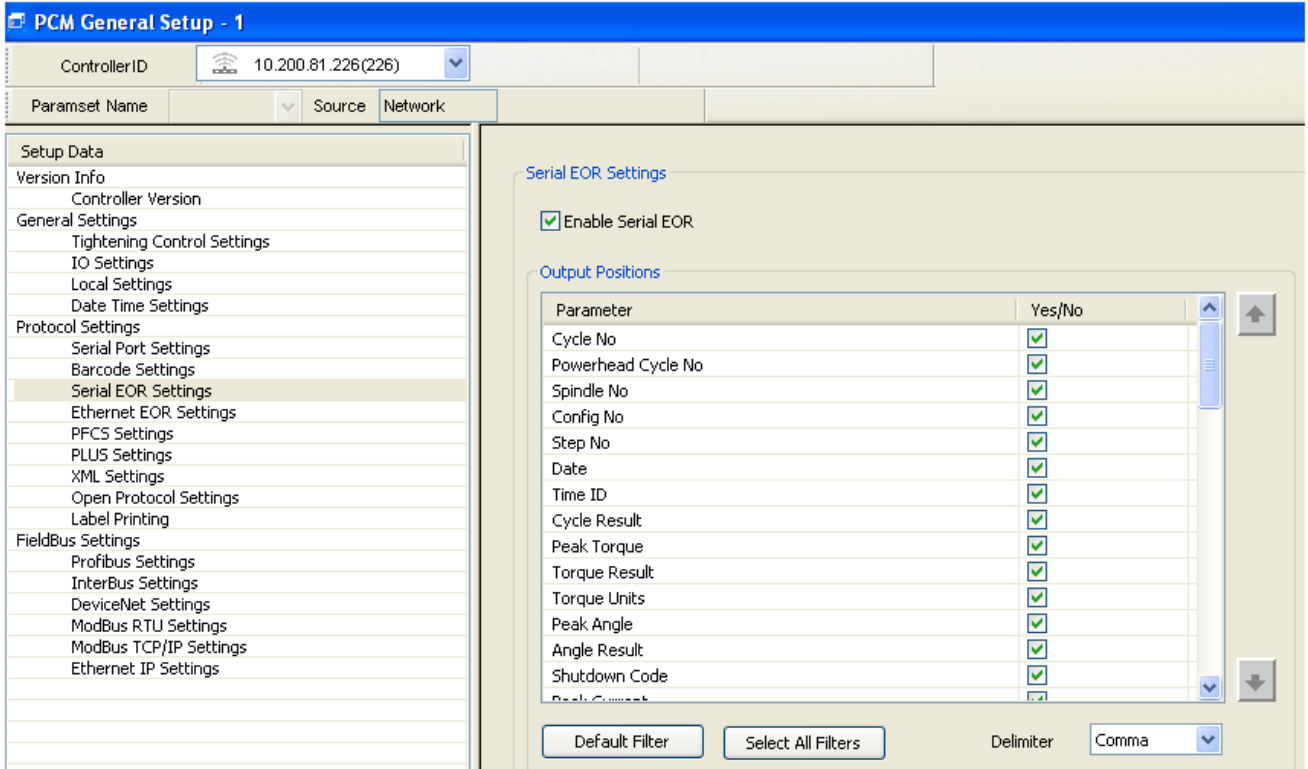 PCM General Setup - 1
ControllerID 10.200.81.226(226)
Paramset Name Source Network
Setup Data
Version Info
Controller Version
General Settings
Tightening Control Settings
IO Settings
Local Settings
Date Time Settings
Protocol Settings
Serial Port Settings
Barcode Settings
Serial EOR Settings
Ethernet EOR Settings
PFCS Settings
PLUS Settings
XML Settings
Open Protocol Settings
Label Printing
FieldBus Settings
Profibus Settings
InterBus Settings
DeviceNet Settings
ModBus RTU Settings
ModBus TCP/IP Settings
Ethernet IP Settings
Serial EOR Settings
Enable Serial EOR
Output Positions
Parameter Yes/No
Cycle No
Powerhead Cycle No
Spindle No
Config No
Step No
Date
Time ID
Cycle Result
Peak Torque
Torque Result
Torque Units
Peak Angle
Angle Result
Shutdown Code
Peak Current
Default Filter Select All Filters Delimiter Comma